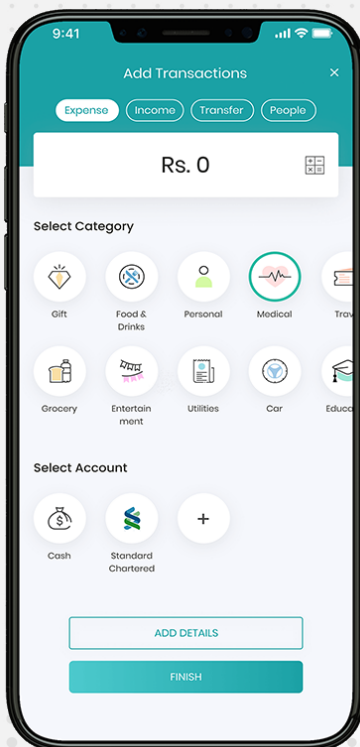 9:41
Add Transactions
Expense Income Transfer People
Rs. 0
Select Category
Gift Food & Drinks Personal Medical
Grocery Entertain
ment Utilities Car
Select Account
Cash Standard
Chartered
ADD DETAILS
FINISH